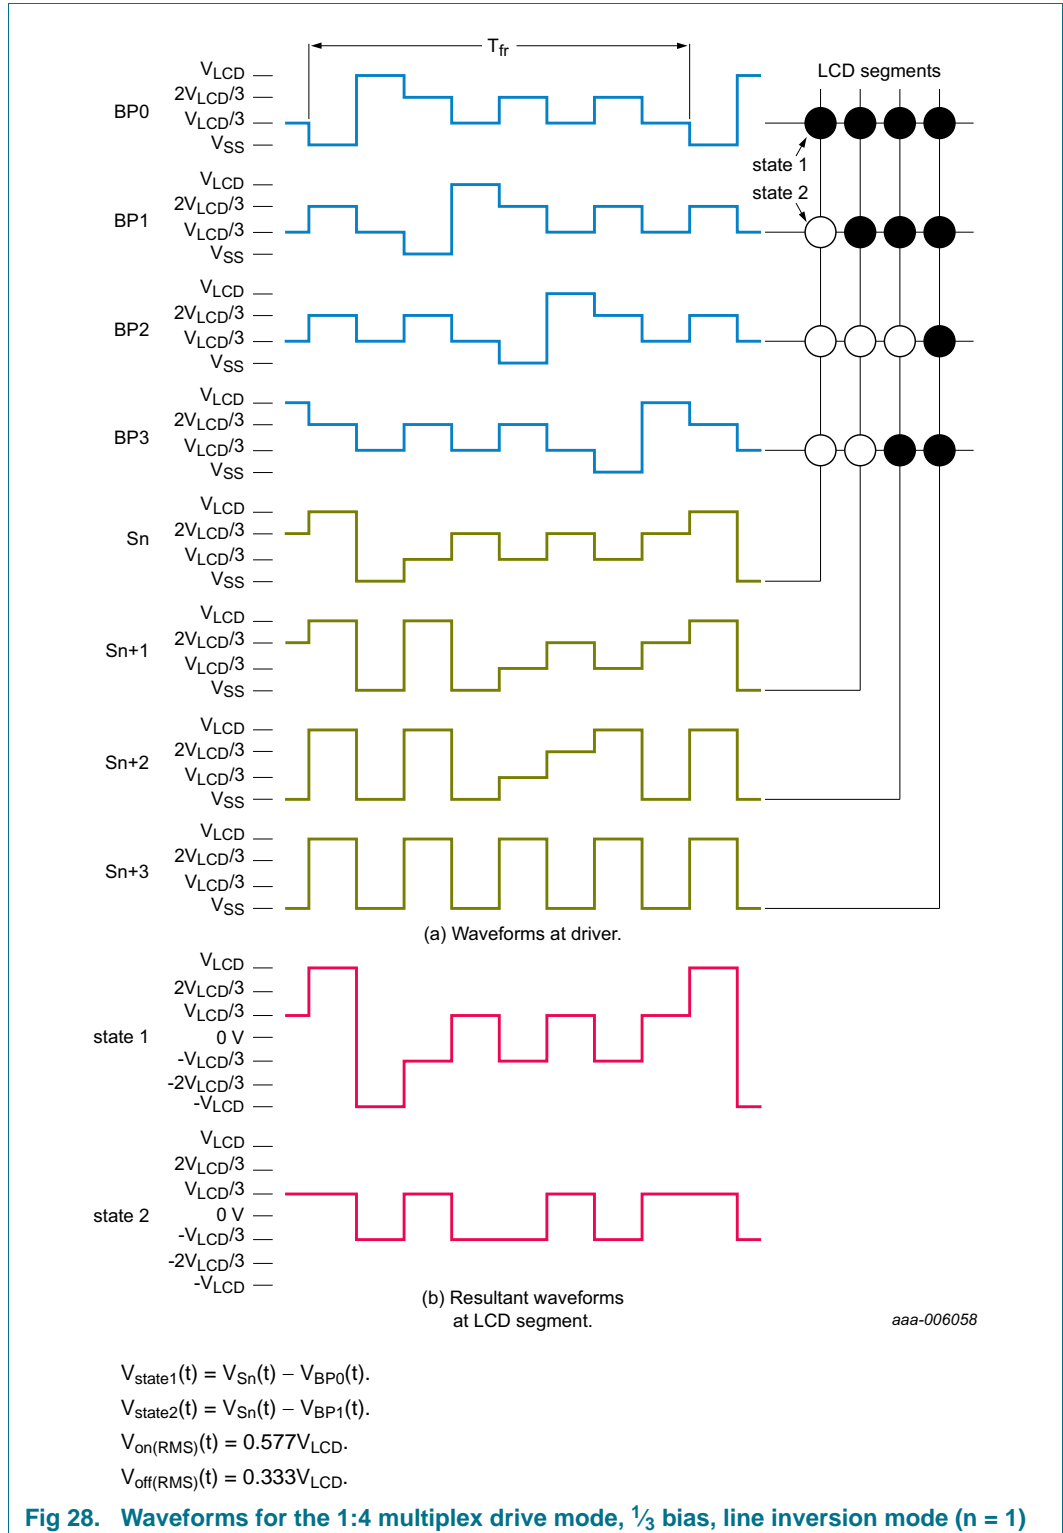 T_fr
LCD segments
BP0
V_LCD
2V_LCD/3
V_LCD/3
V_SS
state 1
state 2
BP1
V_LCD
2V_LCD/3
V_LCD/3
V_SS
BP2
V_LCD
2V_LCD/3
V_LCD/3
V_SS
BP3
V_LCD
2V_LCD/3
V_LCD/3
V_SS
Sn
V_LCD
2V_LCD/3
V_LCD/3
V_SS
Sn+1
V_LCD
2V_LCD/3
V_LCD/3
V_SS
Sn+2
V_LCD
2V_LCD/3
V_LCD/3
V_SS
Sn+3
V_LCD
2V_LCD/3
V_LCD/3
V_SS
(a) Waveforms at driver.
state 1
V_LCD
2V_LCD/3
V_LCD/3
0 V
-V_LCD/3
-2V_LCD/3
-V_LCD
state 2
V_LCD
2V_LCD/3
V_LCD/3
0 V
-V_LCD/3
-2V_LCD/3
-V_LCD
(b) Resultant waveforms
at LCD segment.
aaa-006058
V_state1(t) = V_Sn(t) − V_BP0(t).
V_state2(t) = V_Sn(t) − V_BP1(t).
V_on(RMS)(t) = 0.577V_LCD.
V_off(RMS)(t) = 0.333V_LCD.
Fig 28. Waveforms for the 1:4 multiplex drive mode, 1⁄3 bias, line inversion mode (n = 1)